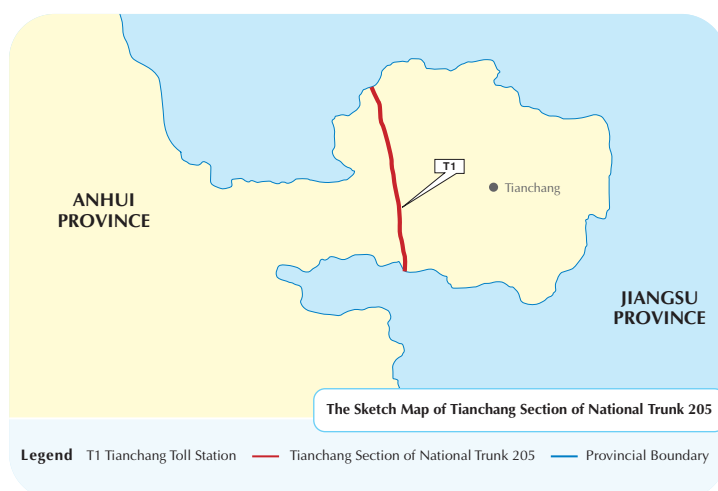 T1
Tianchang
ANHUI
PROVINCE
JIANGSU
PROVINCE
The Sketch Map of Tianchang Section of National Trunk 205
Legend T1 Tianchang Toll Station Tianchang Section of National Trunk 205 Provincial Boundary